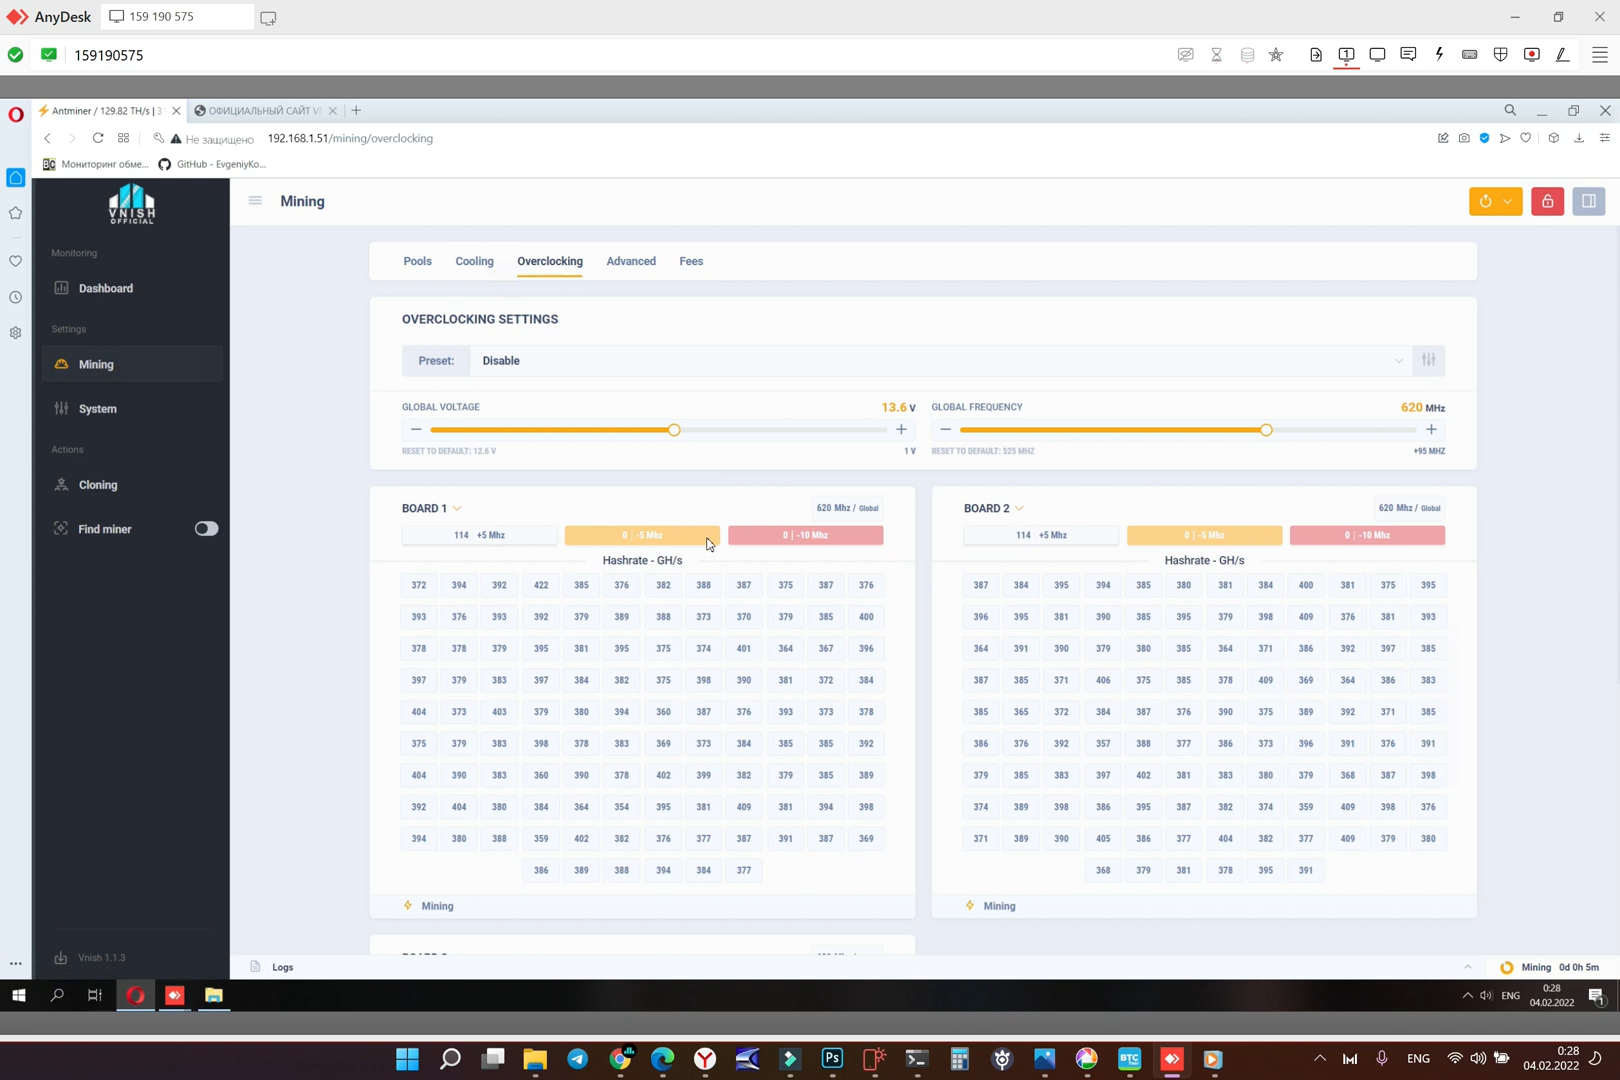 AnyDesk 159 190 575
159190575
Antminer / 129.82 TH/s | 31 ОФИЦИАЛЬНЫЙ САЙТ V
Не защищено 192.168.1.51/mining/overclocking
Мониторинг обме... GitHub - EvgeniyKo...
VNISH
OFFICIAL
Mining
Monitoring
Dashboard
Settings
Mining
System
Actions
Cloning
Find miner
Vnish 1.1.3
Pools Cooling Overclocking Advanced Fees
OVERCLOCKING SETTINGS
Preset: Disable
GLOBAL VOLTAGE 13.6 V
RESET TO DEFAULT: 12.6 V 1 V
GLOBAL FREQUENCY 620 MHz
RESET TO DEFAULT: 525 MHZ +95 MHZ
BOARD 1 620 Mhz / Global
114 +5 Mhz 0 | -5 Mhz 0 | -10 Mhz
Hashrate - GH/s
372 394 392 422 385 376 382 388 387 375 387 376
393 376 393 392 379 389 388 373 370 379 385 400
378 378 379 395 381 395 375 374 401 364 367 396
397 379 383 397 384 382 375 398 390 381 372 384
404 373 403 379 380 394 360 387 376 393 373 378
375 379 383 398 378 383 369 373 384 385 385 392
404 390 383 360 390 378 402 399 382 379 385 389
392 404 380 384 364 354 395 381 409 381 394 398
394 380 388 359 402 382 376 377 387 391 387 369
386 389 388 394 384 377
Mining
BOARD 2 620 Mhz / Global
114 +5 Mhz 0 | -5 Mhz 0 | -10 Mhz
Hashrate - GH/s
387 384 395 394 385 380 381 384 400 381 375 395
396 395 381 390 385 395 379 398 409 376 381 393
364 391 390 379 380 385 364 371 386 392 397 385
387 385 371 406 375 385 378 409 369 364 386 383
385 365 372 384 387 376 390 375 389 392 371 385
386 376 392 357 388 377 386 373 396 391 376 391
379 385 383 397 402 381 383 380 379 368 387 398
374 389 398 386 395 387 382 374 359 409 398 376
371 389 390 405 386 377 404 382 377 409 379 380
368 379 381 378 395 391
Mining
Logs Mining 0d 0h 5m
ENG 0:28
04.02.2022
1
Ps BTC ENG 0:28
04.02.2022